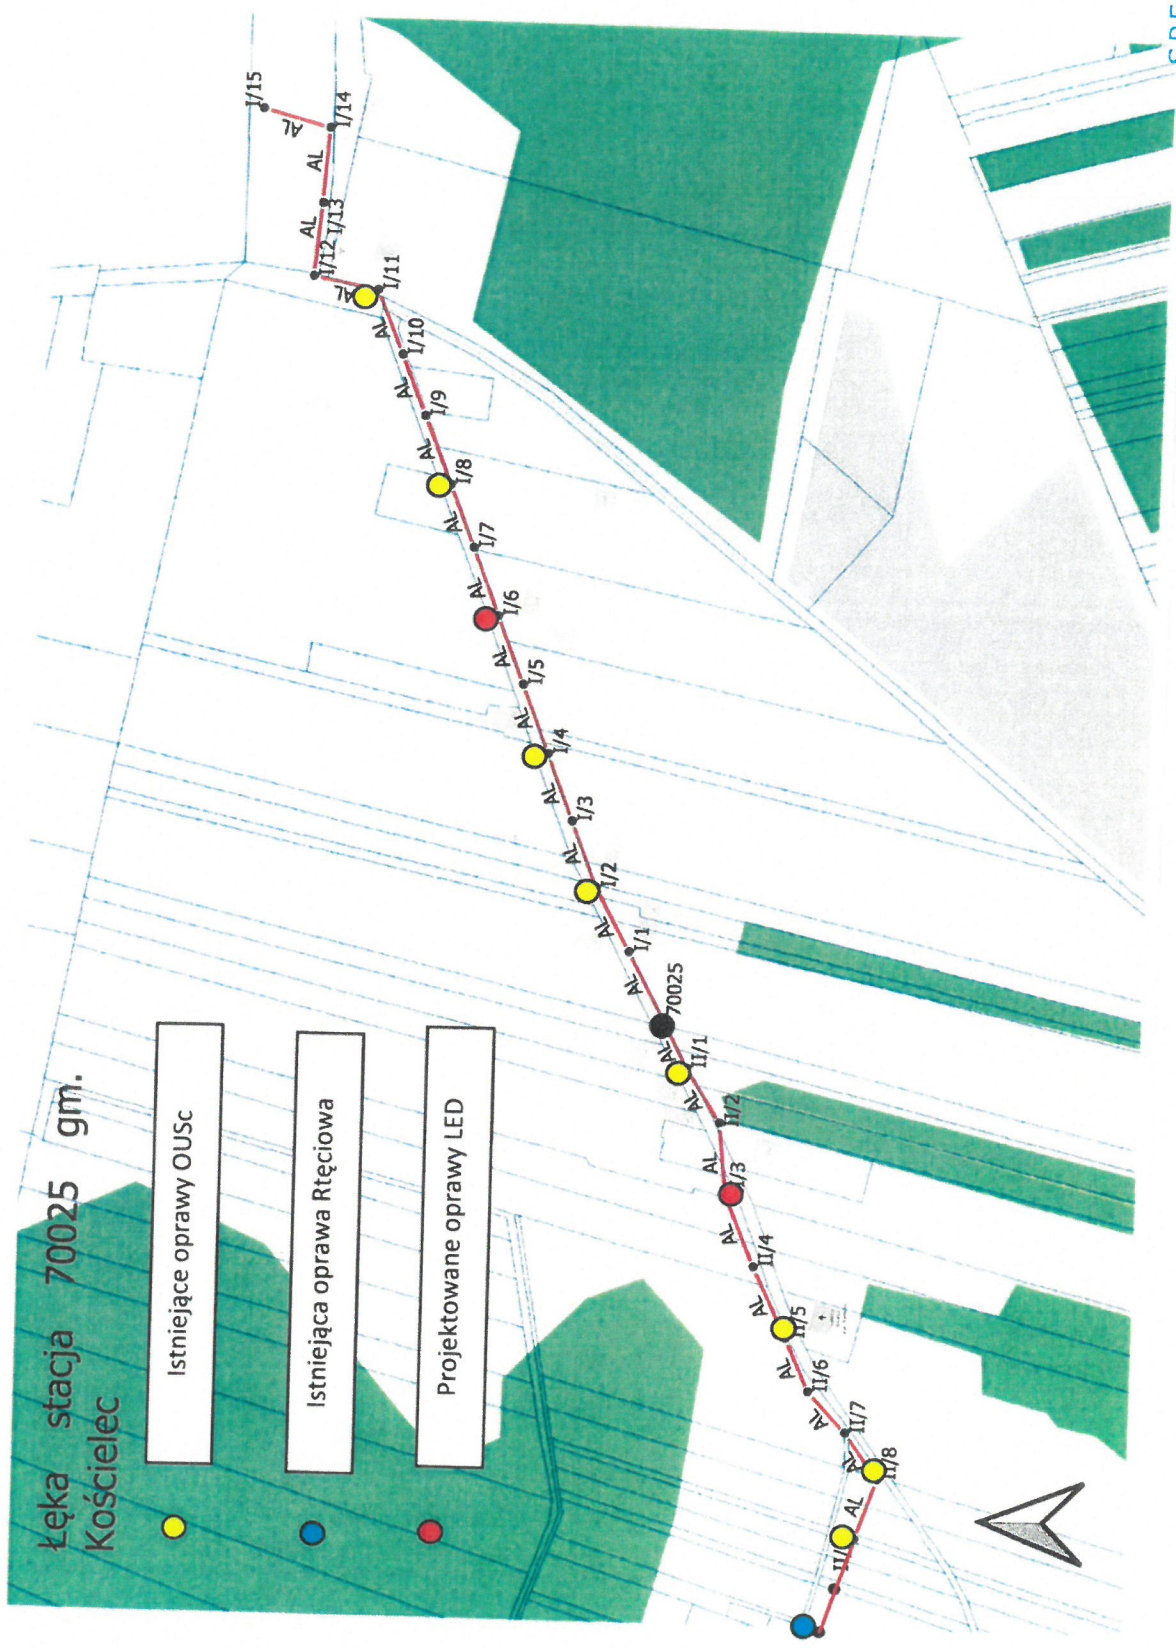 Łęka stacja 70025 gm.
Kościelec
Istniejące oprawy OUSc
Istniejąca oprawa Rtęciowa
Projektowane oprawy LED
I/15
AL
I/14
AL
I/13
AL
I/12
AL
I/11
AL
I/10
AL
I/9
AL
I/8
AL
I/7
AL
I/6
AL
I/5
AL
I/4
AL
I/3
AL
I/2
AL
I/1
AL
70025
AL
II/1
AL
II/2
AL
I/3
AL
II/4
AL
II/5
AL
II/6
AL
II/7
AL
II/8
AL